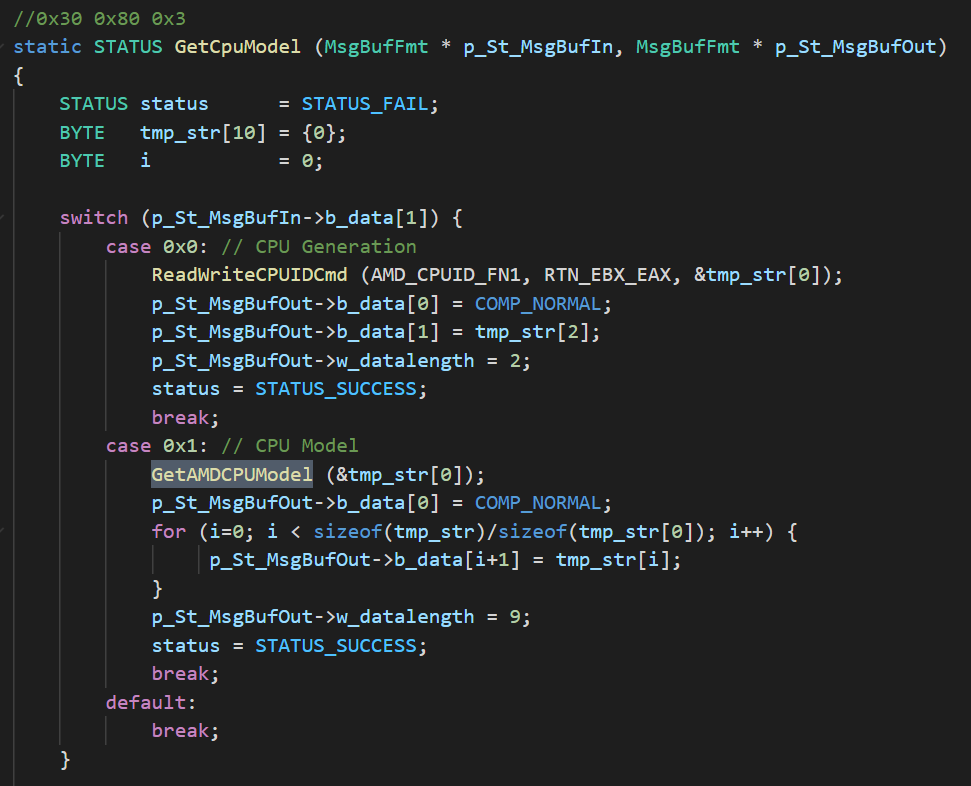 //0x30 0x80 0x3
static STATUS GetCpuModel (MsgBufFmt * p_St_MsgBufIn, MsgBufFmt * p_St_MsgBufOut)
{
    STATUS status      = STATUS_FAIL;
    BYTE   tmp_str[10] = {0};
    BYTE   i           = 0;

    switch (p_St_MsgBufIn->b_data[1]) {
        case 0x0: // CPU Generation
            ReadWriteCPUIDCmd (AMD_CPUID_FN1, RTN_EBX_EAX, &tmp_str[0]);
            p_St_MsgBufOut->b_data[0] = COMP_NORMAL;
            p_St_MsgBufOut->b_data[1] = tmp_str[2];
            p_St_MsgBufOut->w_datalength = 2;
            status = STATUS_SUCCESS;
            break;
        case 0x1: // CPU Model
            GetAMDCPUModel (&tmp_str[0]);
            p_St_MsgBufOut->b_data[0] = COMP_NORMAL;
            for (i=0; i < sizeof(tmp_str)/sizeof(tmp_str[0]); i++) {
                 p_St_MsgBufOut->b_data[i+1] = tmp_str[i];
            }
            p_St_MsgBufOut->w_datalength = 9;
            status = STATUS_SUCCESS;
            break;
        default:
            break;
    }